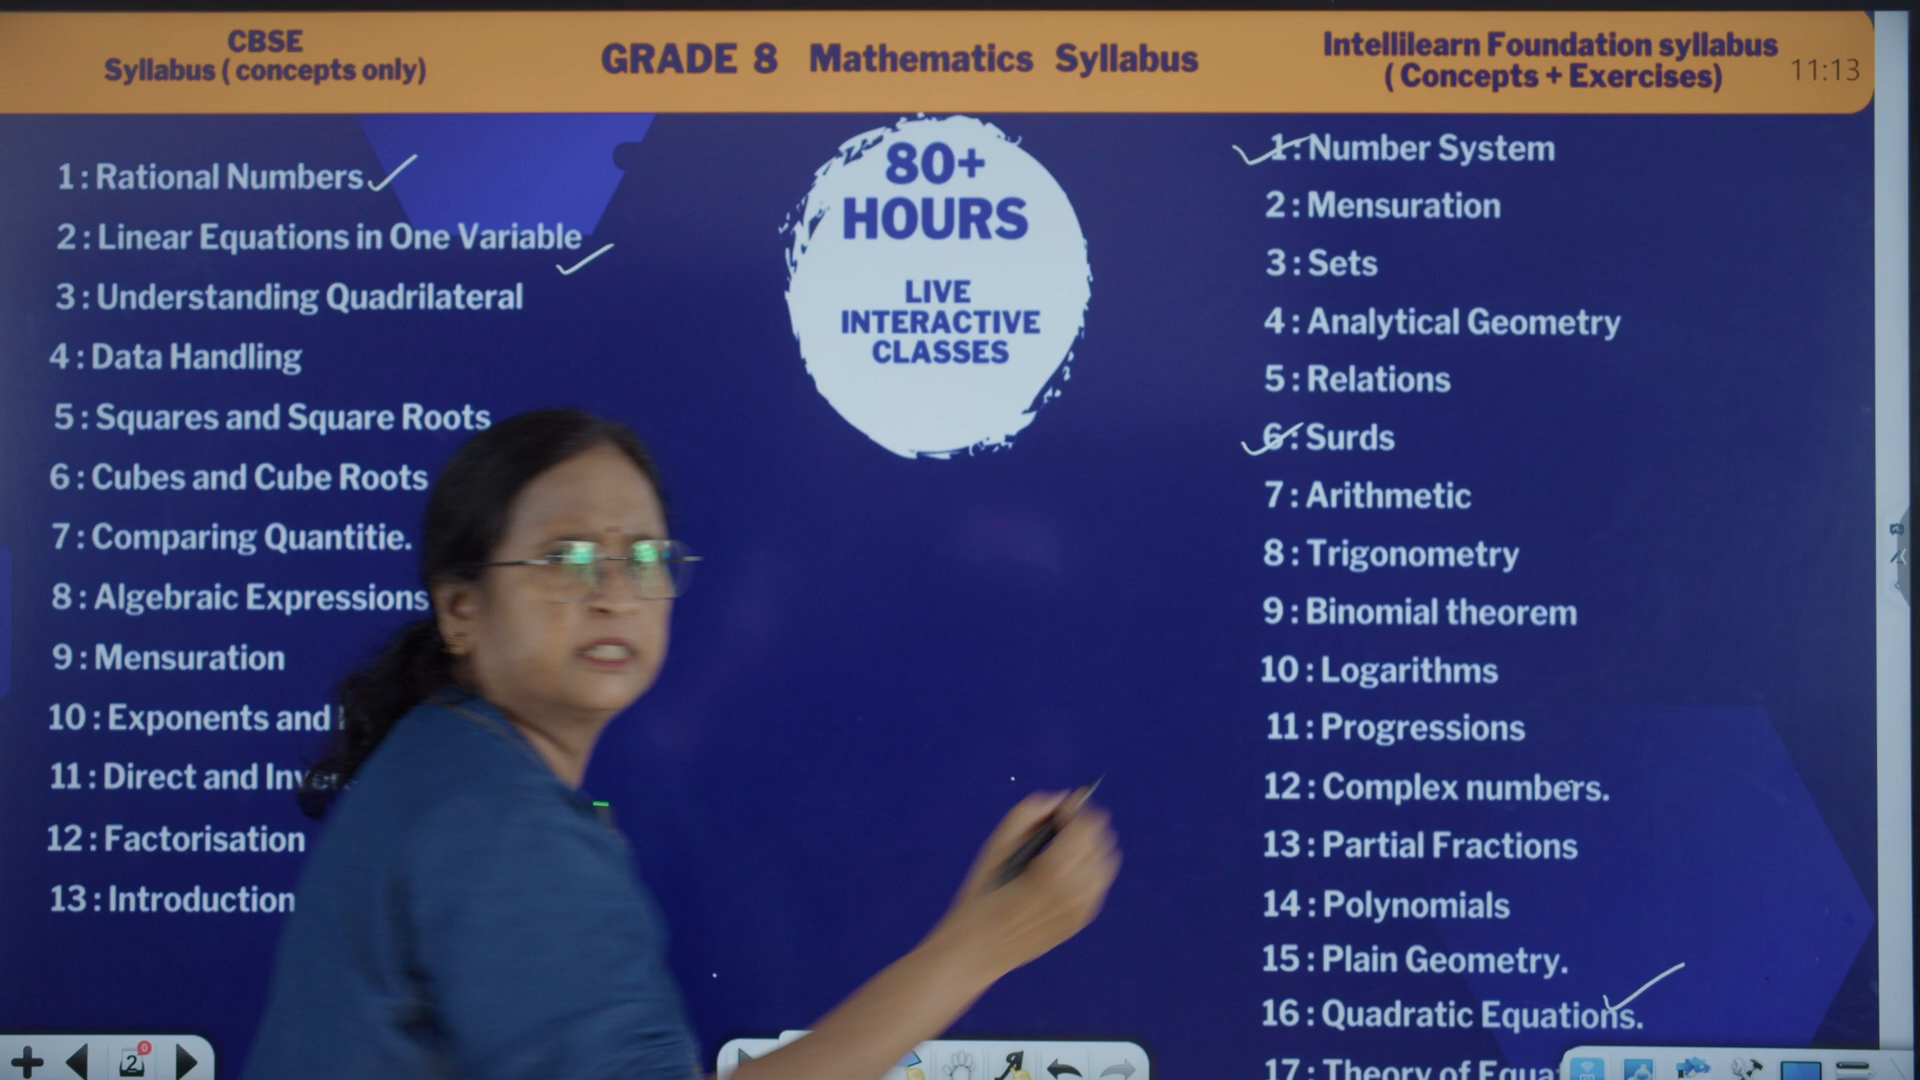 CBSE
Syllabus ( concepts only)
GRADE 8 Mathematics Syllabus
Intellilearn Foundation syllabus
( Concepts + Exercises)
11:13
80+
HOURS
LIVE
INTERACTIVE
CLASSES
1 : Rational Numbers
2 : Linear Equations in One Variable
3 : Understanding Quadrilateral
4 : Data Handling
5 : Squares and Square Roots
6 : Cubes and Cube Roots
7 : Comparing Quantitie.
8 : Algebraic Expressions
9 : Mensuration
10 : Exponents and
11 : Direct and
12 : Factorisation
13 : Introduction
1 : Number System
2 : Mensuration
3 : Sets
4 : Analytical Geometry
5 : Relations
6 : Surds
7 : Arithmetic
8 : Trigonometry
9 : Binomial theorem
10 : Logarithms
11 : Progressions
12 : Complex numbers.
13 : Partial Fractions
14 : Polynomials
15 : Plain Geometry.
16 : Quadratic Equations.
17 : Theory of
2
0